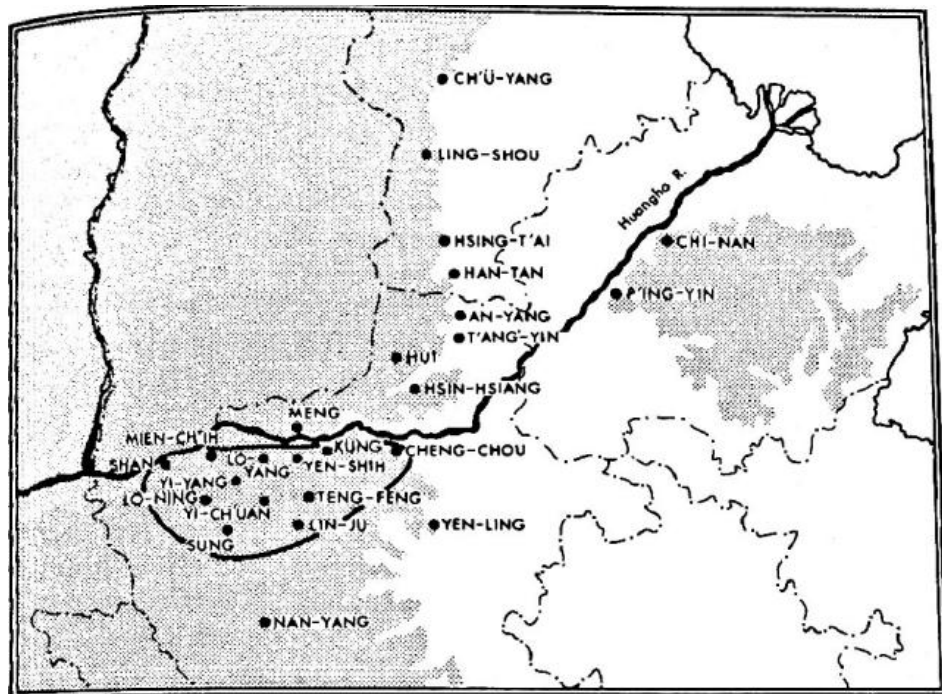 CH'Ü-YANG
LING-SHOU
Huangho R.
HSING-T'AI
CHI-NAN
HAN-TAN
P'ING-YIN
AN-YANG
T'ANG-YIN
HUI
HSIN-HSIANG
MENG
MIEN-CH'IH
KUNG
CHENG-CHOU
SHAN
LO-
YANG
YEN-SHIH
YI-YANG
LO-NING
TENG-FENG
YI-CH'UAN
LIN-JU
YEN-LING
SUNG
NAN-YANG